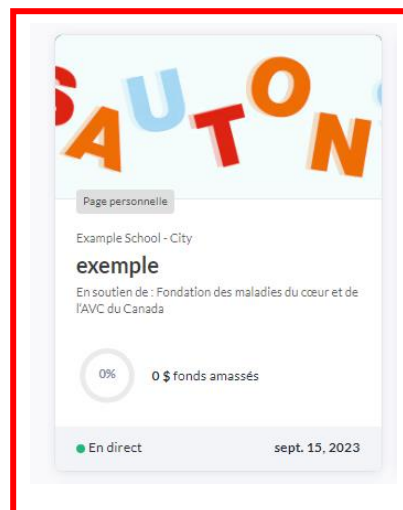 SAUTONS
Page personnelle
Example School - City
exemple
En soutien de : Fondation des maladies du cœur et de
l'AVC du Canada
0% 0 $ fonds amassés
En direct sept. 15, 2023